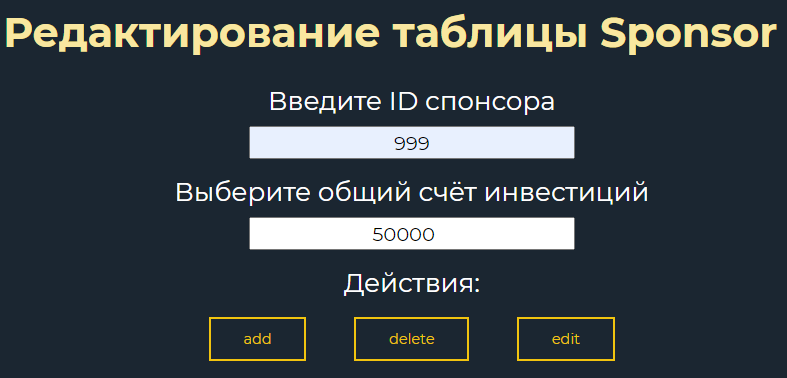 Редактирование таблицы Sponsor
Введите ID спонсора
999
Выберите общий счёт инвестиций
50000
Действия:
add delete edit